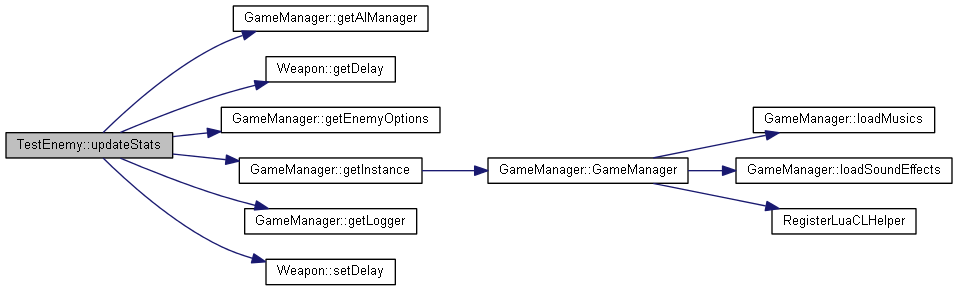 GameManager::getAIManager
Weapon::getDelay
GameManager::getEnemyOptions
TestEnemy::updateStats
GameManager::getInstance
GameManager::getLogger
Weapon::setDelay
GameManager::GameManager
GameManager::loadMusics
GameManager::loadSoundEffects
RegisterLuaCLHelper